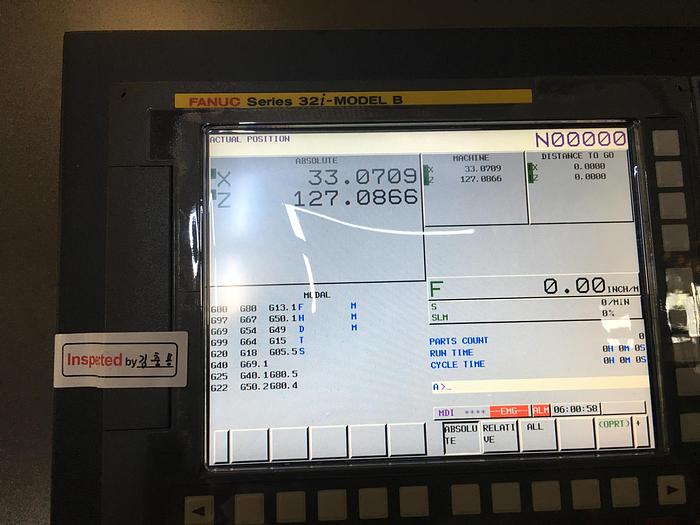 FANUC Series 32i-MODEL B
ACTUAL POSITION N00000
ABSOLUTE
X 33.0709
Z 127.0866
MACHINE
X 33.0709
Z 127.0866
DISTANCE TO GO
X 0.0000
Z 0.0000
F 0.00 INCH/M
S 0/MIN
SLM 0%
MODAL
G00 G80 G13.1 F M
G97 G67 G50.1 H M
G69 G54 G49 D M
G99 G64 G15 T
G20 G18 G05.5 S
G40 G69.1
G25 G40.1 G80.5
G22 G50.2 G80.4
PARTS COUNT 0
RUN TIME 0H 0M 0S
CYCLE TIME 0H 0M 0S
A>_
MDI **** --EMG-- ALM 06:00:58
ABSOLUTE RELATIVE ALL (OPRT) +
Inspected by